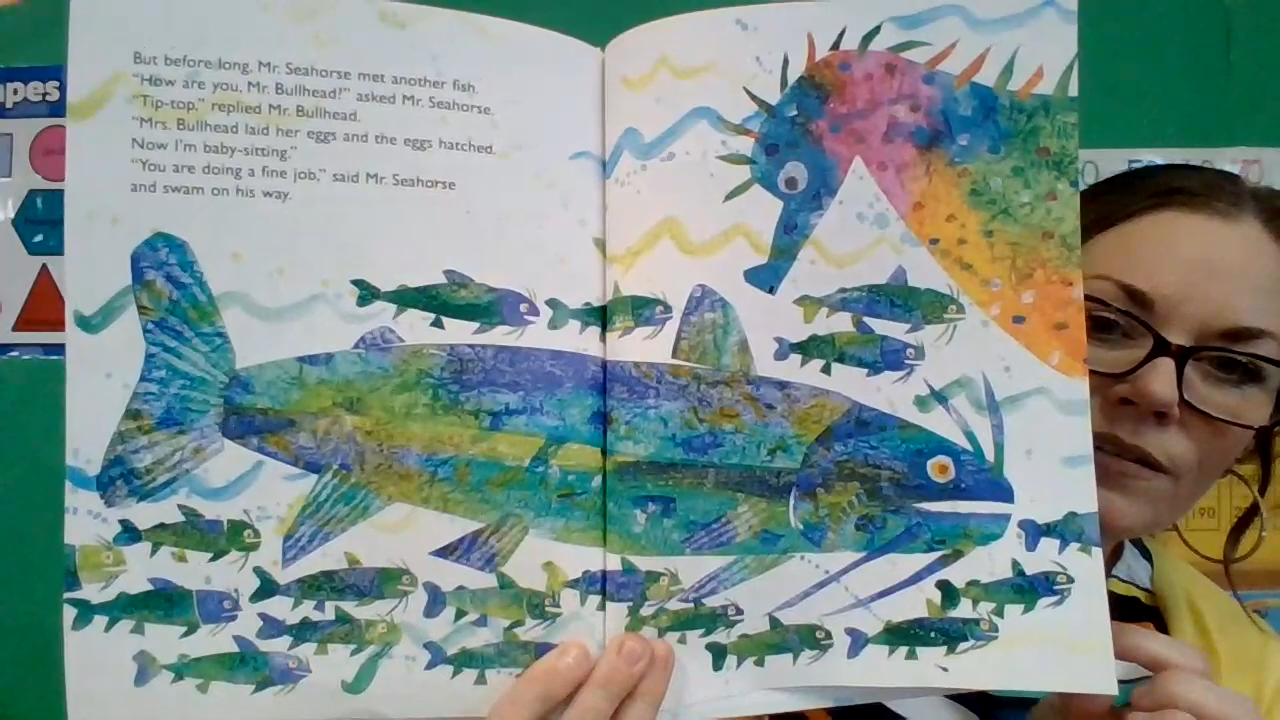 But before long, Mr. Seahorse met another fish.
"How are you, Mr. Bullhead?" asked Mr. Seahorse.
"Tip-top," replied Mr. Bullhead.
"Mrs. Bullhead laid her eggs and the eggs hatched.
Now I'm baby-sitting."
"You are doing a fine job," said Mr. Seahorse
and swam on his way.
apes
70
190